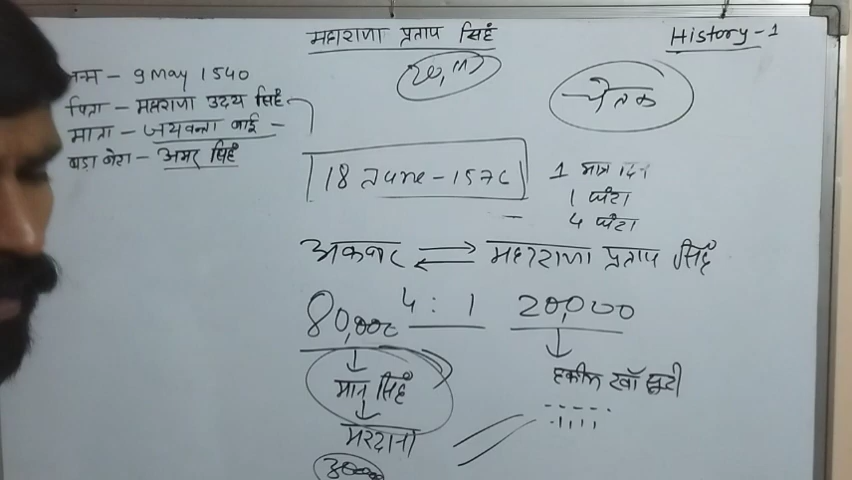 महाराणा प्रताप सिहं
History-1
जन्म - 9 May 1540
पिता - महाराणा उदय सिहं
माता - जयवन्ता बाई -
बड़ा बेटा - अमर सिहं
चेतक
18 June - 1576
1 मात्र दिन
1 घंटा
4 घंटा
अकबर ⇄ महाराणा प्रताप सिहं
80,000 4 : 1 20,000
मान सिहं
हकीम खाँ सूरी
मरदाना